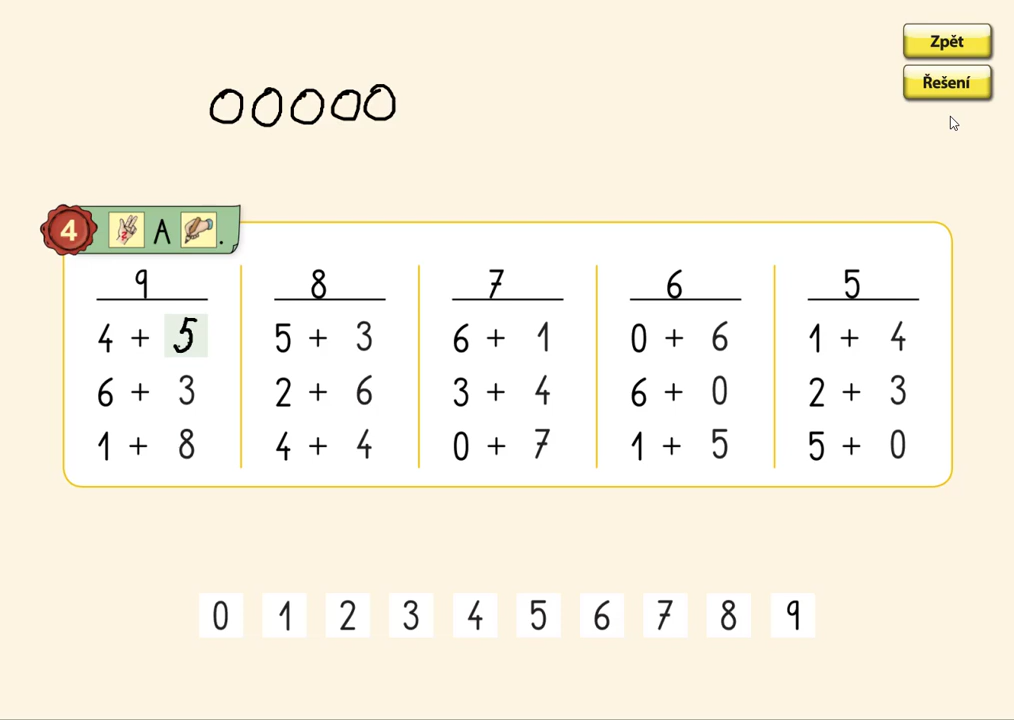 Zpět
Řešení
4 A .
9 8 7 6 5
4 + 5 5 + 3 6 + 1 0 + 6 1 + 4
6 + 3 2 + 6 3 + 4 6 + 0 2 + 3
1 + 8 4 + 4 0 + 7 1 + 5 5 + 0
0 1 2 3 4 5 6 7 8 9